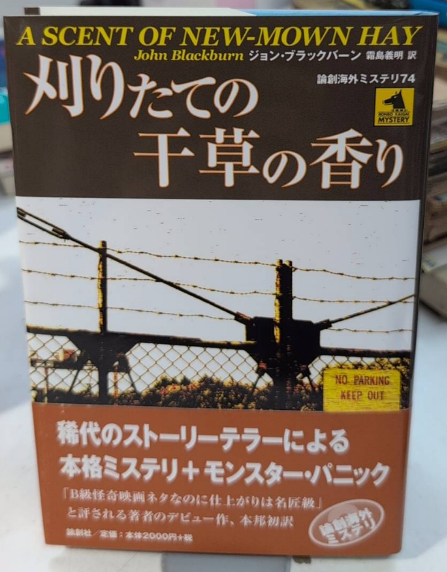 A SCENT OF NEW-MOWN HAY
John Blackburn ジョン・ブラックバーン 霜島義明 訳
刈りたての
干草の香り
論創海外ミステリ74
RONSO KAIGAI
MYSTERY
NO PARKING
KEEP OUT
稀代のストーリーテラーによる
本格ミステリ+モンスター・パニック
「B級怪奇映画ネタなのに仕上がりは名匠級」
と評される著者のデビュー作、本邦初訳
論創社/定価:本体2000円+税
論創海外
ミステリ